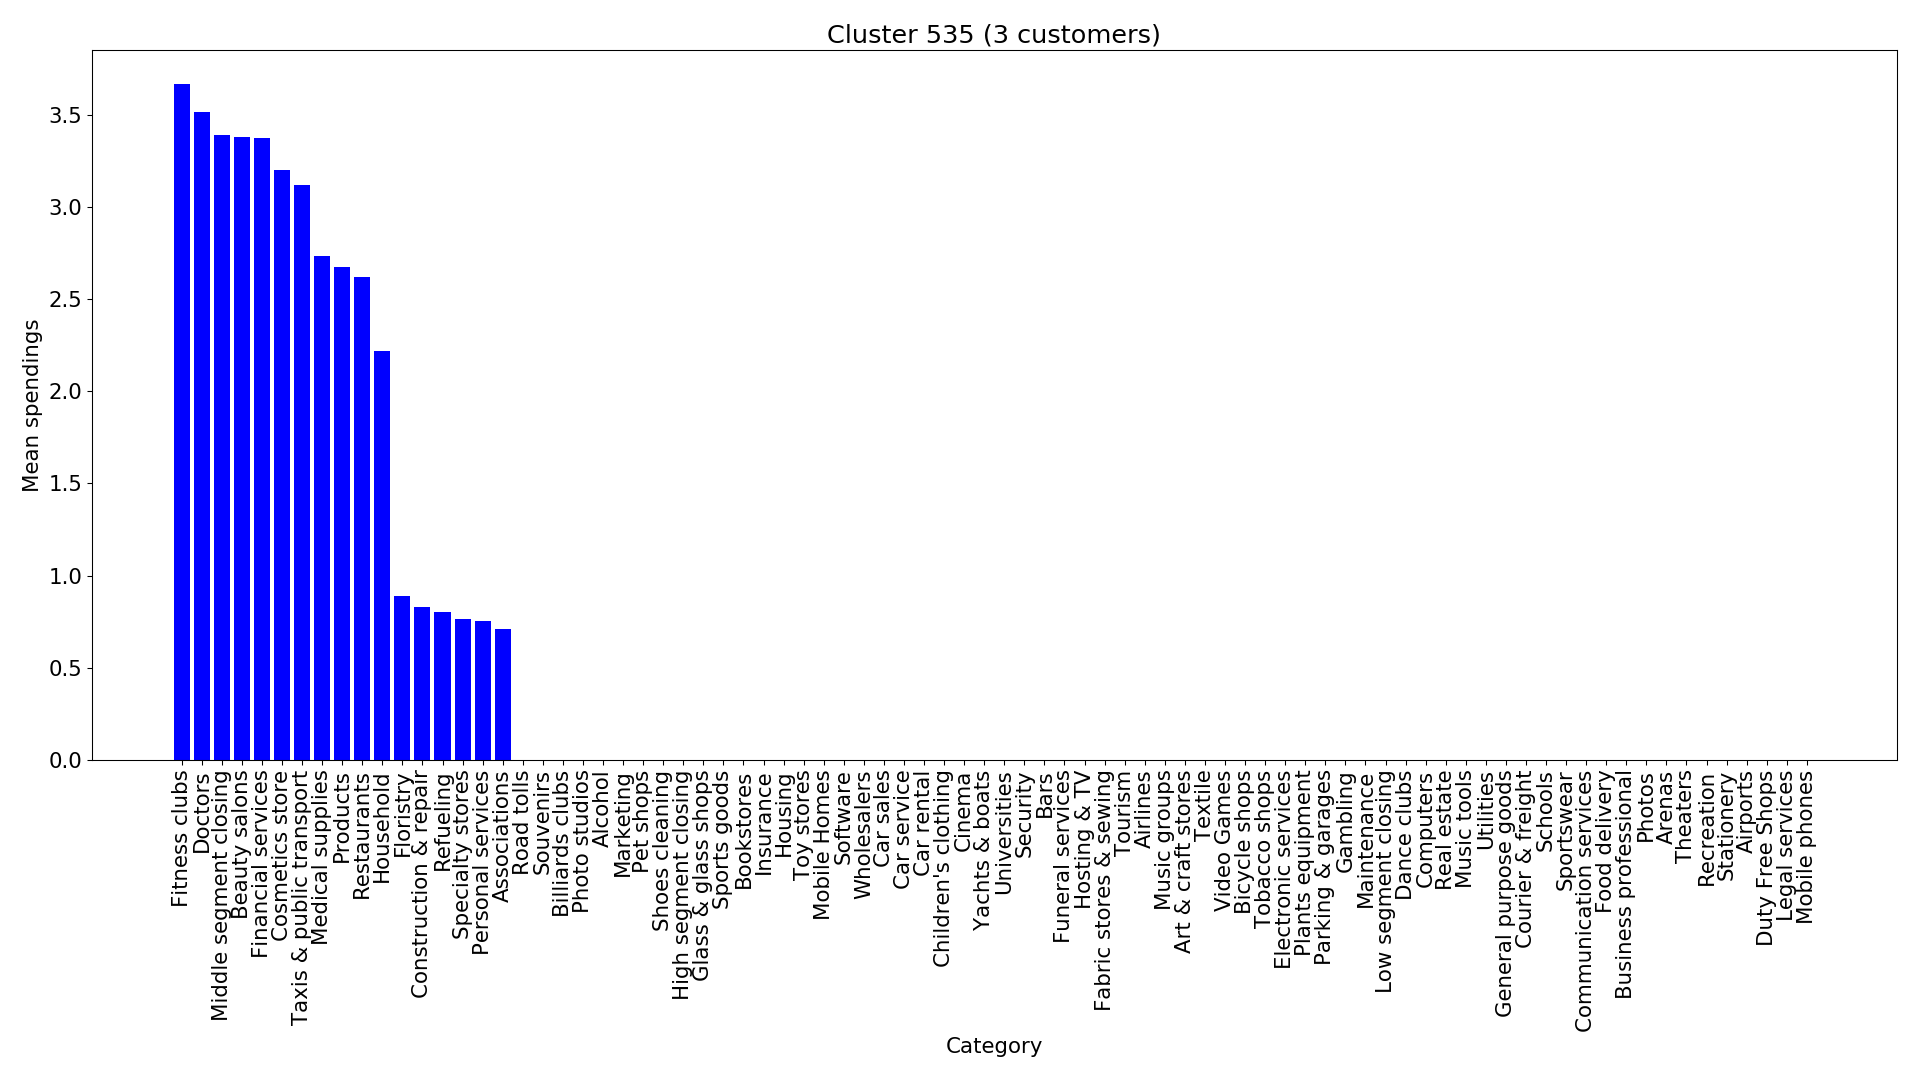 Cluster 535 (3 customers)
Mean spendings
3.5
3.0
2.5
2.0
1.5
1.0
0.5
0.0
Fitness clubs
Doctors
Middle segment closing
Beauty salons
Financial services
Cosmetics store
Taxis & public transport
Medical supplies
Products
Restaurants
Household
Floristry
Construction & repair
Refuelling
Specialty stores
Personal services
Associations
Road tolls
Souvenirs
Billiards clubs
Photo studios
Alcohol
Marketing
Pet shops
Shoes cleaning
High segment closing
Glass & glass shops
Sports goods
Bookstores
Insurance
Housing
Toy stores
Mobile Homes
Software
Wholesalers
Car sales
Car service
Car rental
Children's clothing
Cinema
Yachts & boats
Universities
Security
Bars
Funeral services
Hosting & TV
Fabric stores & sewing
Tourism
Airlines
Music groups
Art & craft stores
Textile
Video Games
Bicycle shops
Tobacco shops
Electronic services
Plants equipment
Parking & garages
Gambling
Maintenance
Low segment closing
Dance clubs
Computers
Real estate
Music tools
Utilities
General purpose goods
Courier & freight
Schools
Sportswear
Communication services
Food delivery
Business professional
Photos
Arenas
Theaters
Recreation
Stationery
Airports
Duty Free Shops
Legal services
Mobile phones
Category